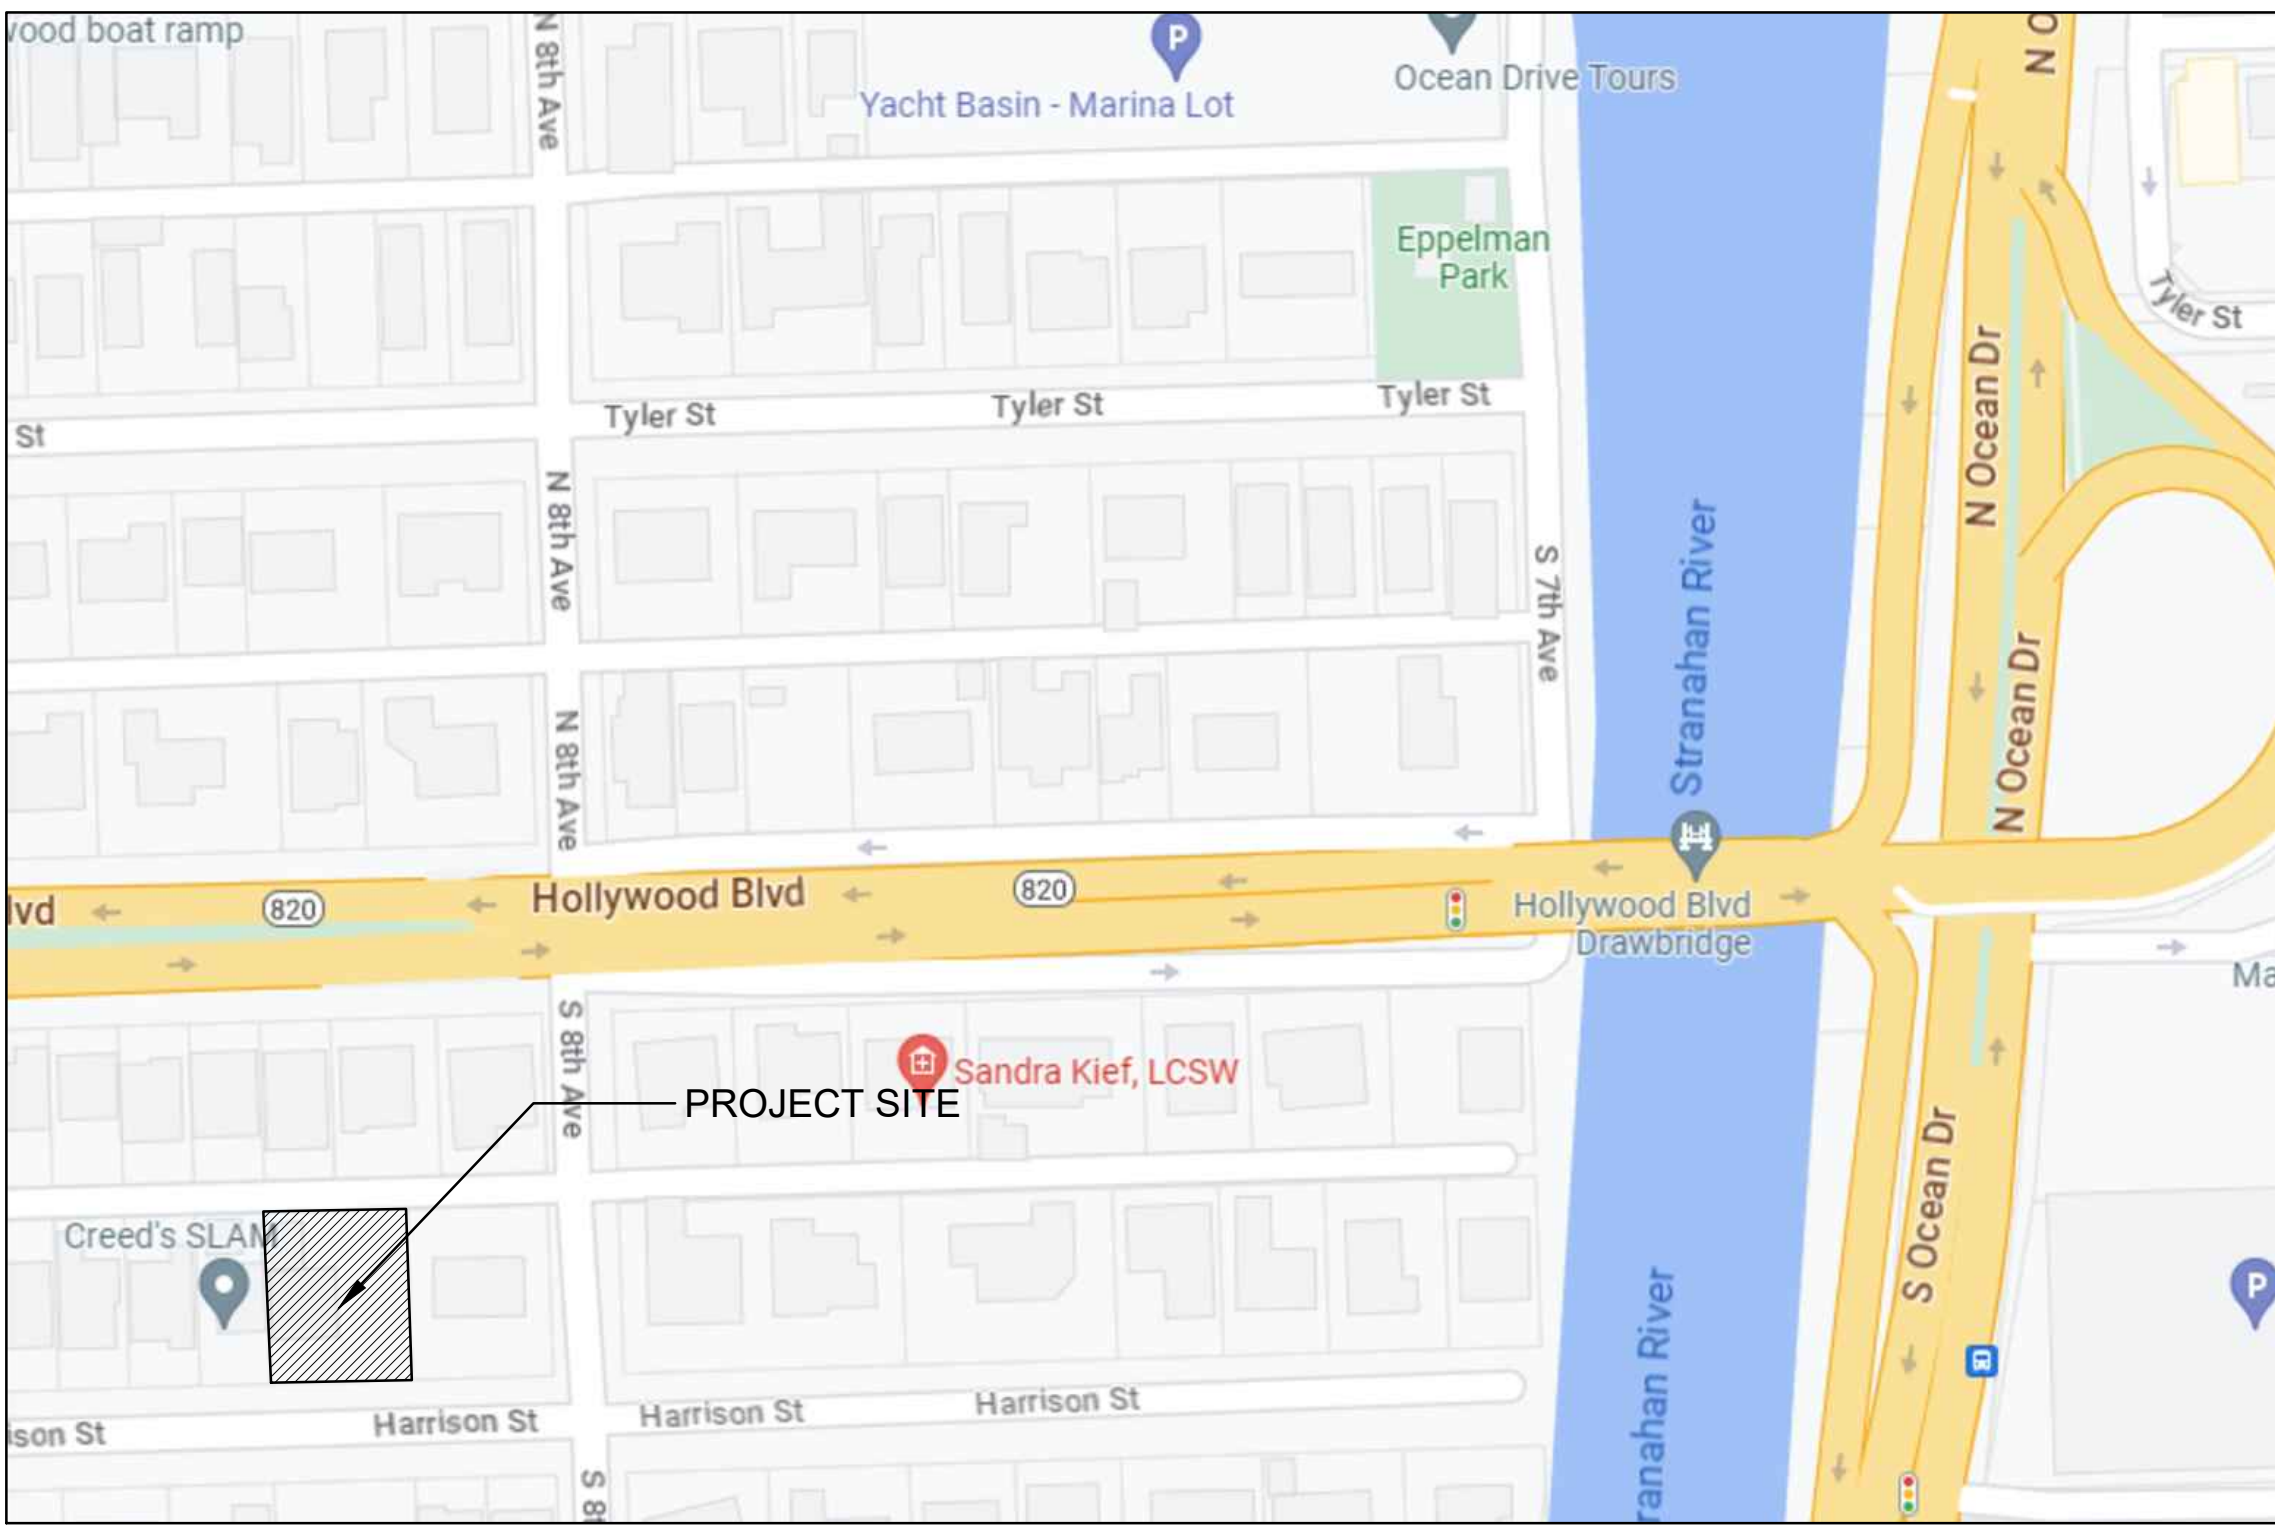 wood boat ramp
N 8th Ave
P
Yacht Basin - Marina Lot
Ocean Drive Tours
N O
Eppelman
Park
Tyler St
N Ocean Dr
St
Tyler St
Tyler St
Tyler St
N 8th Ave
S 7th Ave
Stranahan River
N Ocean Dr
N 8th Ave
lvd
820
Hollywood Blvd
820
Hollywood Blvd
Drawbridge
Ma
S 8th Ave
Sandra Kief, LCSW
PROJECT SITE
S Ocean Dr
Creed's SLAM
P
ranahan River
ison St
Harrison St
Harrison St
Harrison St
S 8t